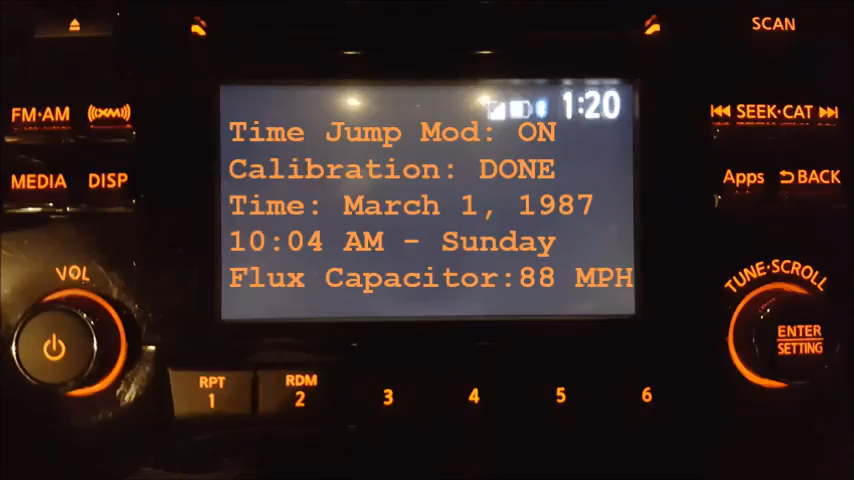 SCAN
FM·AM
XM
SEEK·CAT
1:20
Time Jump Mod: ON
Calibration: DONE
Time: March 1, 1987
10:04 AM - Sunday
Flux Capacitor:88 MPH
MEDIA DISP
Apps BACK
VOL
TUNE·SCROLL
ENTER
SETTING
RPT
1
RDM
2
3
4
5
6